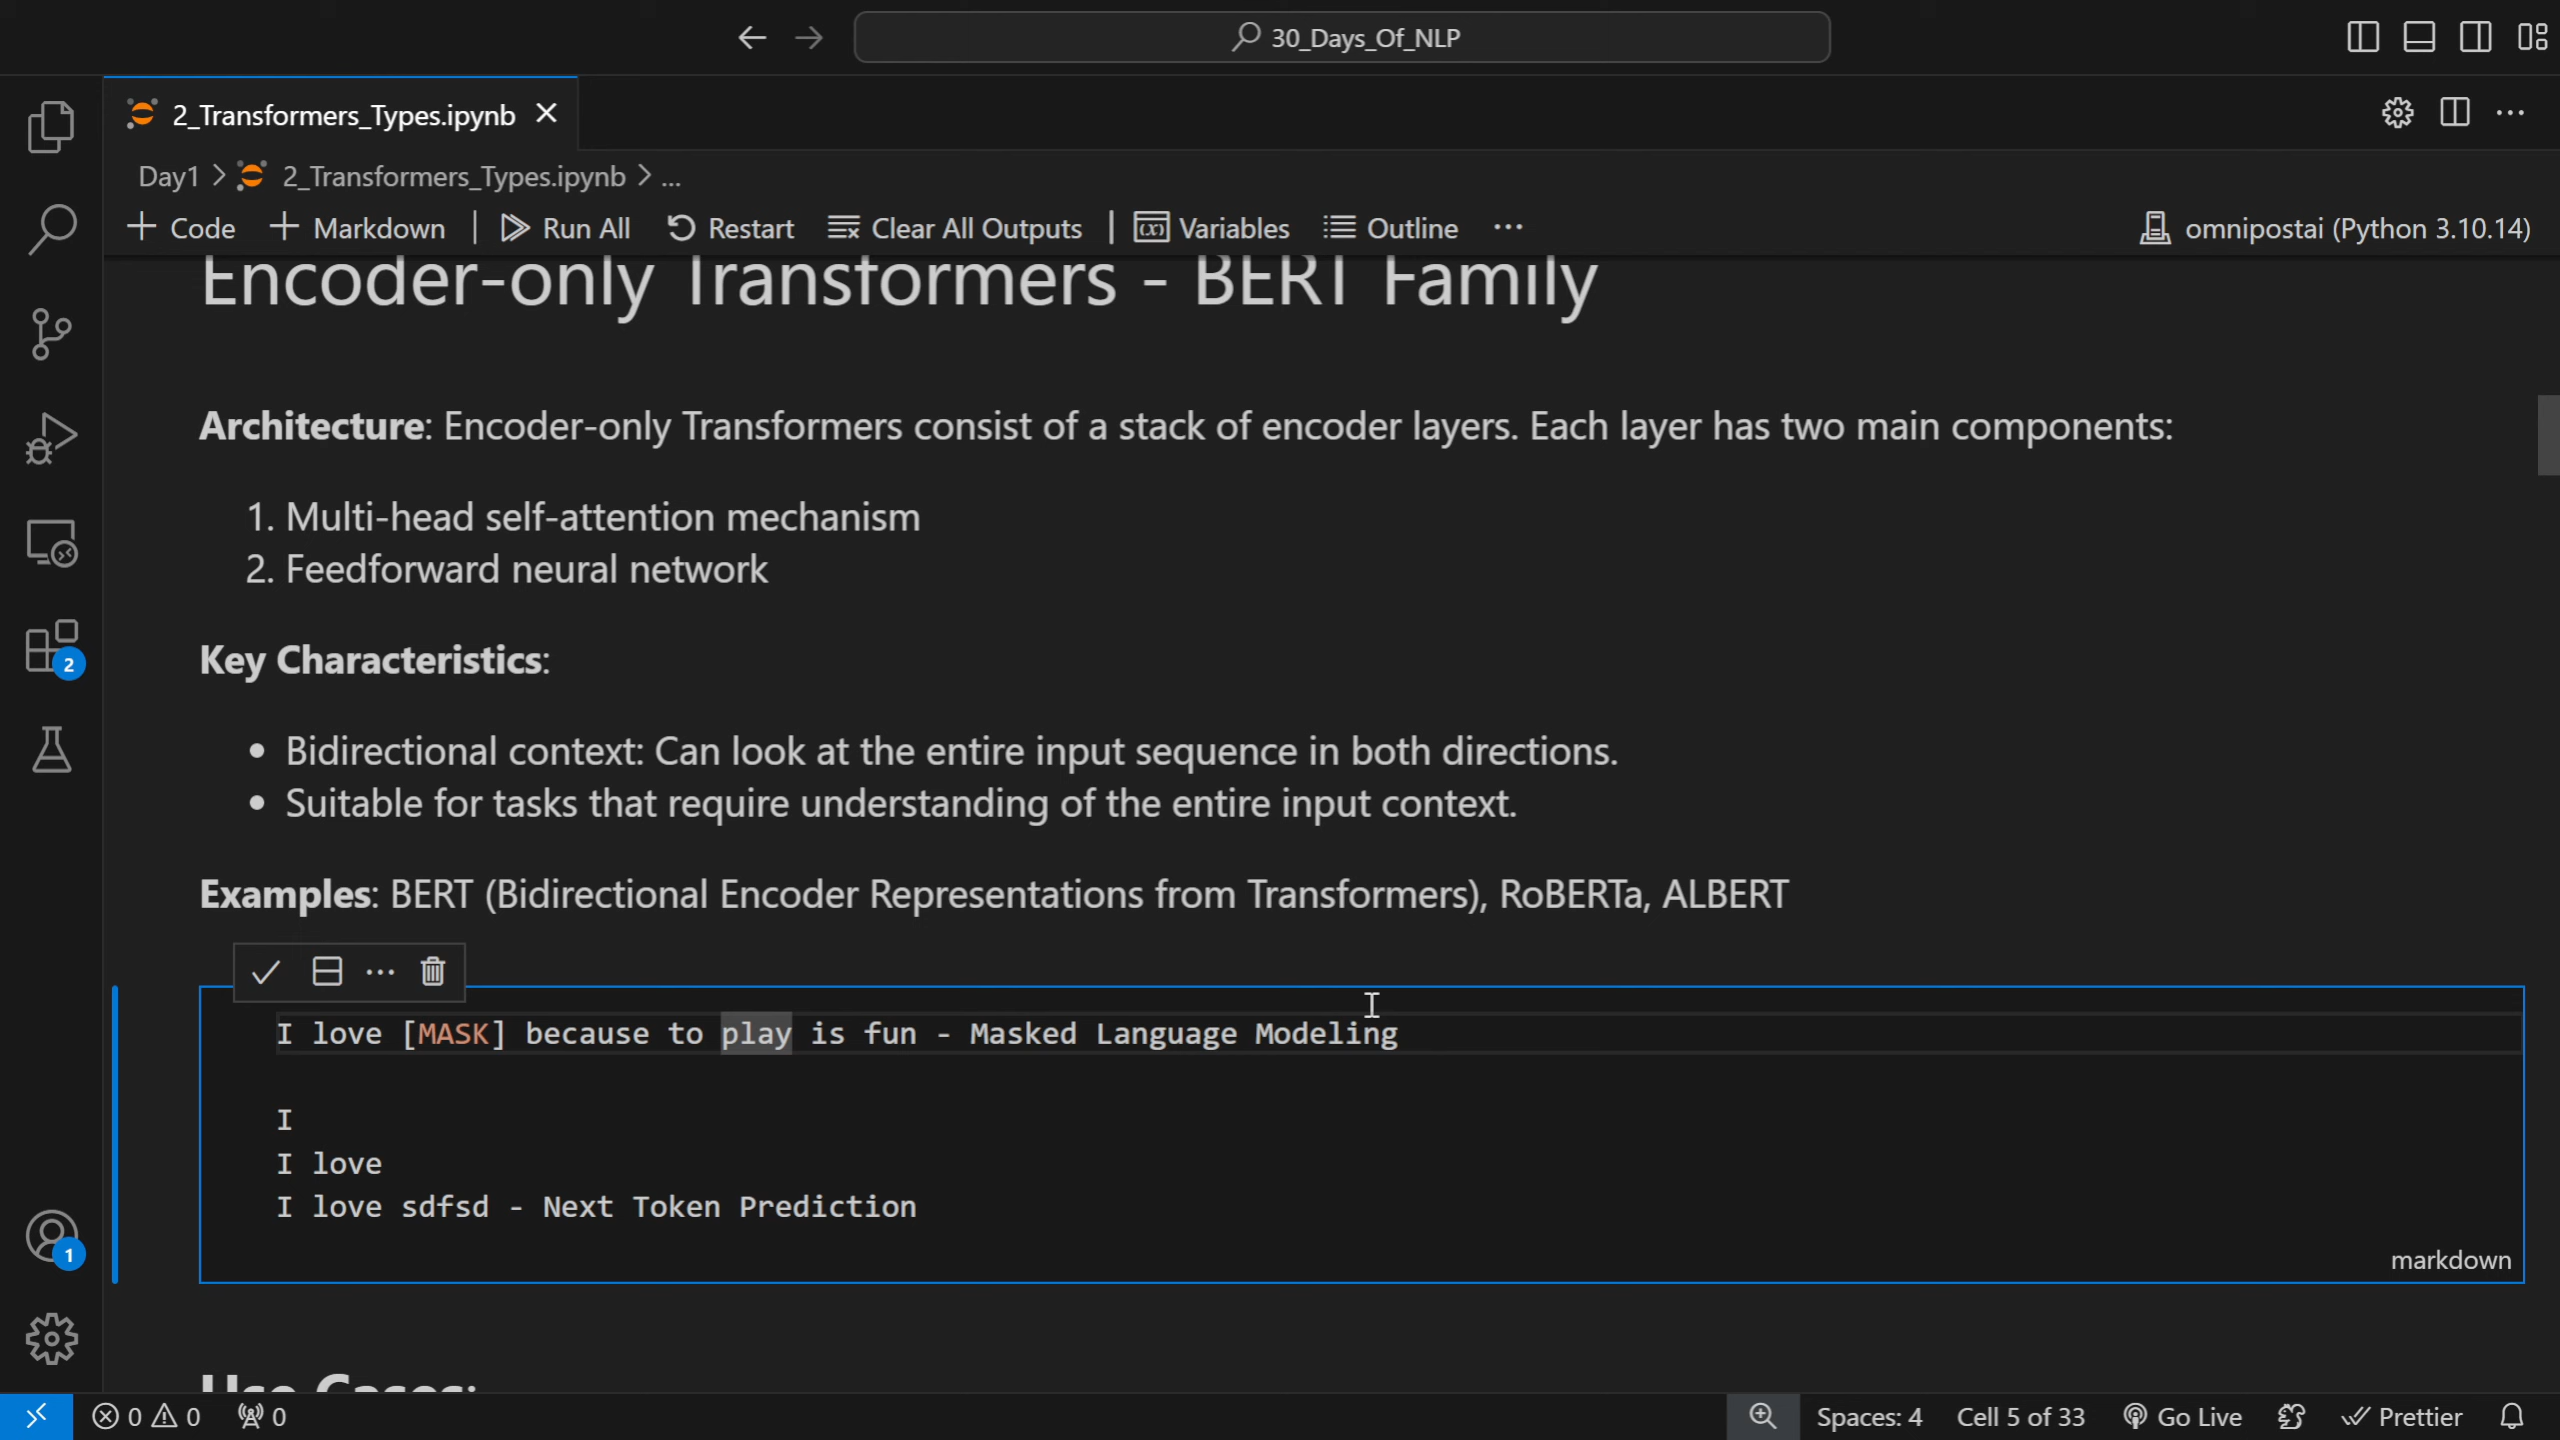 30_Days_Of_NLP
2_Transformers_Types.ipynb
Day1 > 2_Transformers_Types.ipynb > ...
+ Code + Markdown | Run All Restart Clear All Outputs | Variables Outline ... omnipostai (Python 3.10.14)
Encoder-only Transformers - BERT Family
Architecture: Encoder-only Transformers consist of a stack of encoder layers. Each layer has two main components:
1. Multi-head self-attention mechanism
2. Feedforward neural network
Key Characteristics:
• Bidirectional context: Can look at the entire input sequence in both directions.
• Suitable for tasks that require understanding of the entire input context.
Examples: BERT (Bidirectional Encoder Representations from Transformers), RoBERTa, ALBERT
I love [MASK] because to play is fun - Masked Language Modeling
I
I love
I love sdfsd - Next Token Prediction
markdown
Use Cases:
2
1
0 0 0 Spaces: 4 Cell 5 of 33 Go Live Prettier